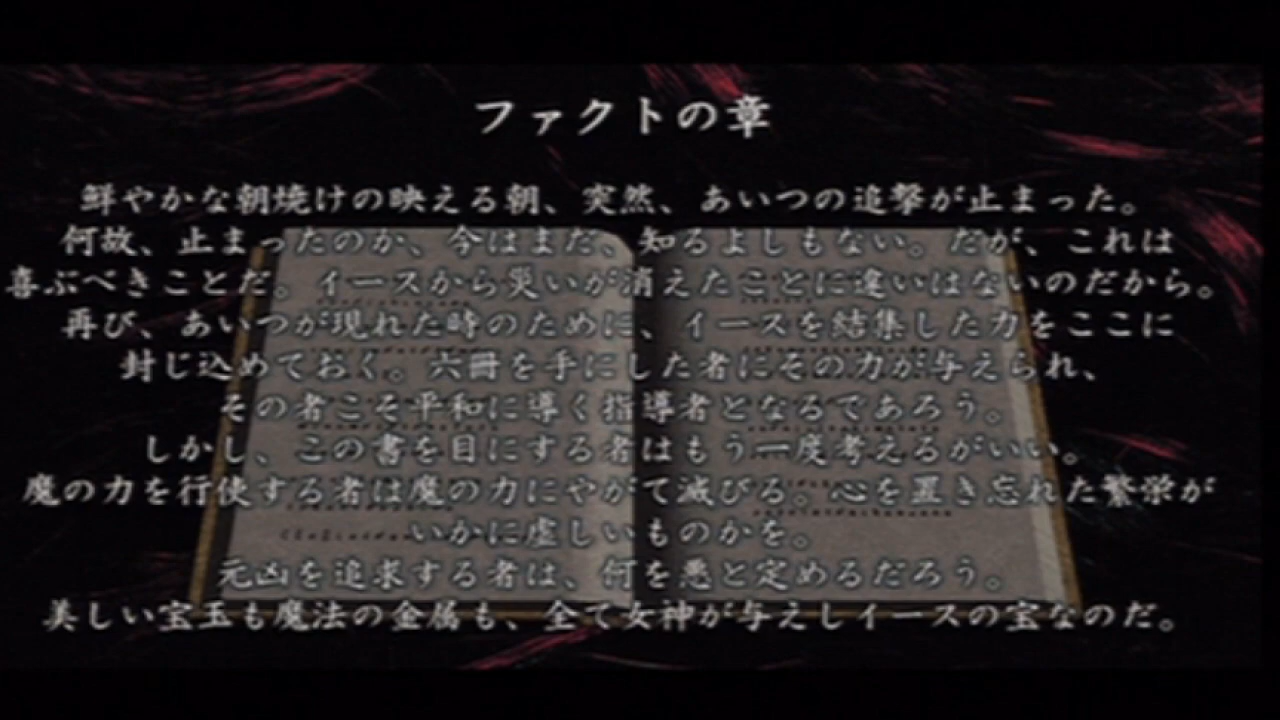 ファクトの章
鮮やかな朝焼けの映える朝、突然、あいつの追撃が止まった。
何故、止まったのか、今はまだ、知るよしもない。だが、これは
喜ぶべきことだ。イースから災いが消えたことに違いはないのだから。
再び、あいつが現れた時のために、イースを結集した力をここに
封じ込めておく。六冊を手にした者にその力が与えられ、
その者こそ平和に導く指導者となるであろう。
しかし、この書を目にする者はもう一度考えるがいい。
魔の力を行使する者は魔の力にやがて滅びる。心を置き忘れた繁栄が
いかに虚しいものかを。
元凶を追求する者は、何を悪と定めるだろう。
美しい宝玉も魔法の金属も、全て女神が与えしイースの宝なのだ。